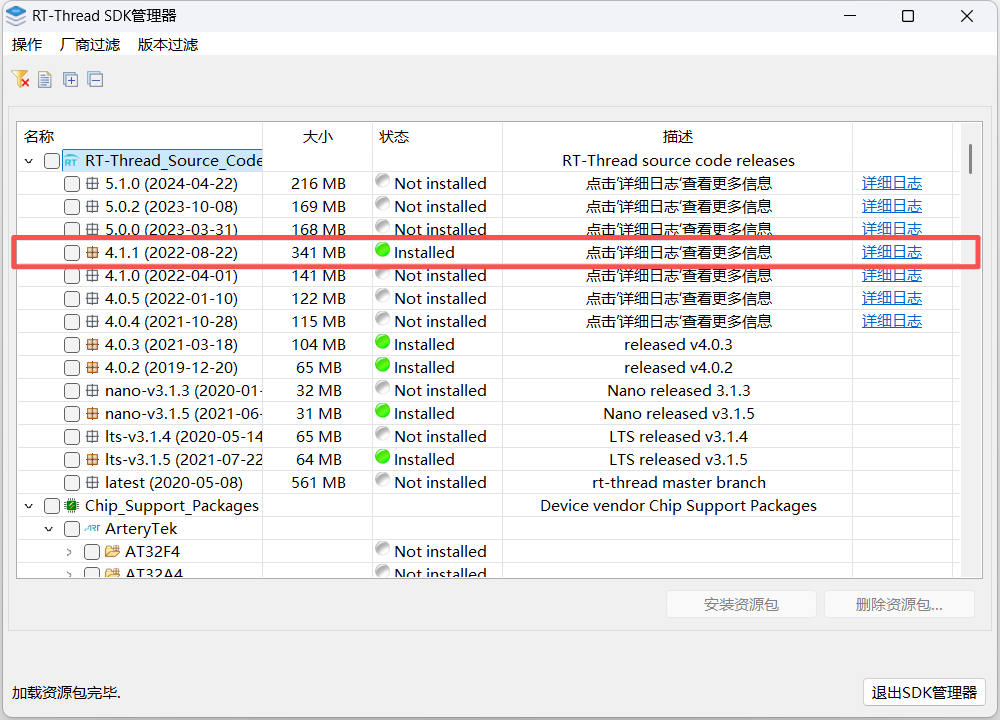 RT-Thread SDK管理器
操作 厂商过滤 版本过滤
名称 大小 状态 描述
RT RT-Thread_Source_Code RT-Thread source code releases
5.1.0 (2024-04-22) 216 MB Not installed 点击'详细日志'查看更多信息 详细日志
5.0.2 (2023-10-08) 169 MB Not installed 点击'详细日志'查看更多信息 详细日志
5.0.0 (2023-03-31) 168 MB Not installed 点击'详细日志'查看更多信息 详细日志
4.1.1 (2022-08-22) 341 MB Installed 点击'详细日志'查看更多信息 详细日志
4.1.0 (2022-04-01) 141 MB Not installed 点击'详细日志'查看更多信息 详细日志
4.0.5 (2022-01-10) 122 MB Not installed 点击'详细日志'查看更多信息 详细日志
4.0.4 (2021-10-28) 115 MB Not installed 点击'详细日志'查看更多信息 详细日志
4.0.3 (2021-03-18) 104 MB Installed released v4.0.3
4.0.2 (2019-12-20) 65 MB Installed released v4.0.2
nano-v3.1.3 (2020-01- 32 MB Not installed Nano released 3.1.3
nano-v3.1.5 (2021-06- 31 MB Installed Nano released v3.1.5
lts-v3.1.4 (2020-05-14 65 MB Not installed LTS released v3.1.4
lts-v3.1.5 (2021-07-22 64 MB Installed LTS released v3.1.5
latest (2020-05-08) 561 MB Not installed rt-thread master branch
Chip_Support_Packages Device vendor Chip Support Packages
ART ArteryTek
AT32F4 Not installed
AT32A4 Not installed
安装资源包 删除资源包...
加载资源包完毕. 退出SDK管理器